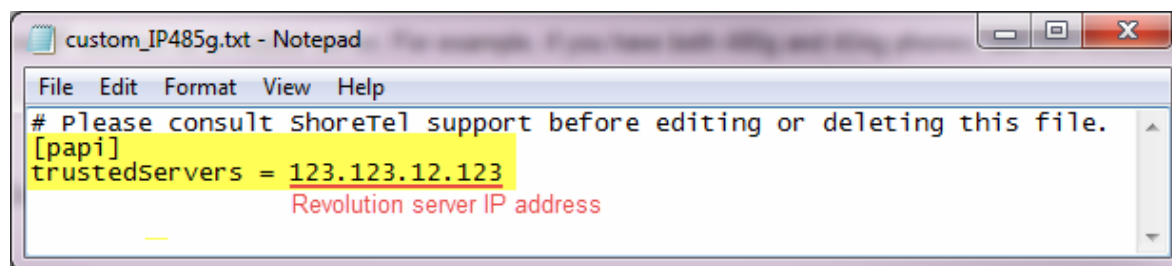 custom_IP485g.txt - Notepad
File Edit Format View Help
# Please consult ShoreTel support before editing or deleting this file.
[papi]
trustedServers = 123.123.12.123
Revolution server IP address